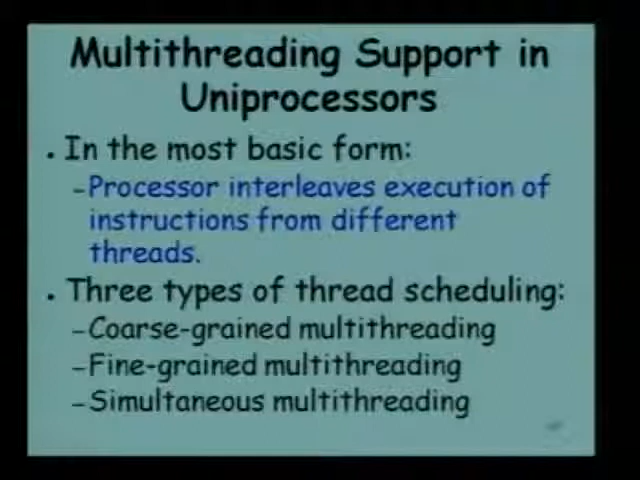 Multithreading Support in
Uniprocessors
• In the most basic form:
–Processor interleaves execution of
instructions from different
threads.
• Three types of thread scheduling:
–Coarse-grained multithreading
–Fine-grained multithreading
–Simultaneous multithreading